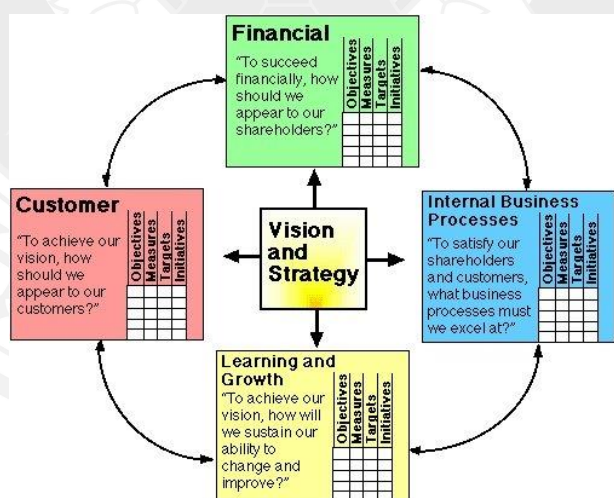 Financial
"To succeed
financially, how
should we
appear to our
shareholders?"
Objectives
Measures
Targets
Initiatives
Customer
"To achieve our
vision, how
should we
appear to our
customers?"
Objectives
Measures
Targets
Initiatives
Vision
and
Strategy
Internal Business
Processes
"To satisfy our
shareholders
and customers,
what business
processes must
we excel at?"
Objectives
Measures
Targets
Initiatives
Learning and
Growth
"To achieve our
vision, how will
we sustain our
ability to
change and
improve?"
Objectives
Measures
Targets
Initiatives